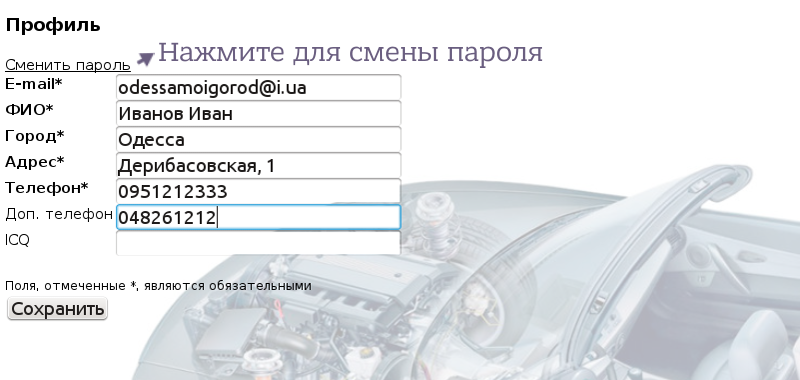 Профиль
Сменить пароль Нажмите для смены пароля
E-mail* odessamoigorod@i.ua
ФИО* Иванов Иван
Город* Одесса
Адрес* Дерибасовская, 1
Телефон* 0951212333
Доп. телефон 048261212
ICQ
Поля, отмеченные *, являются обязательными
Сохранить